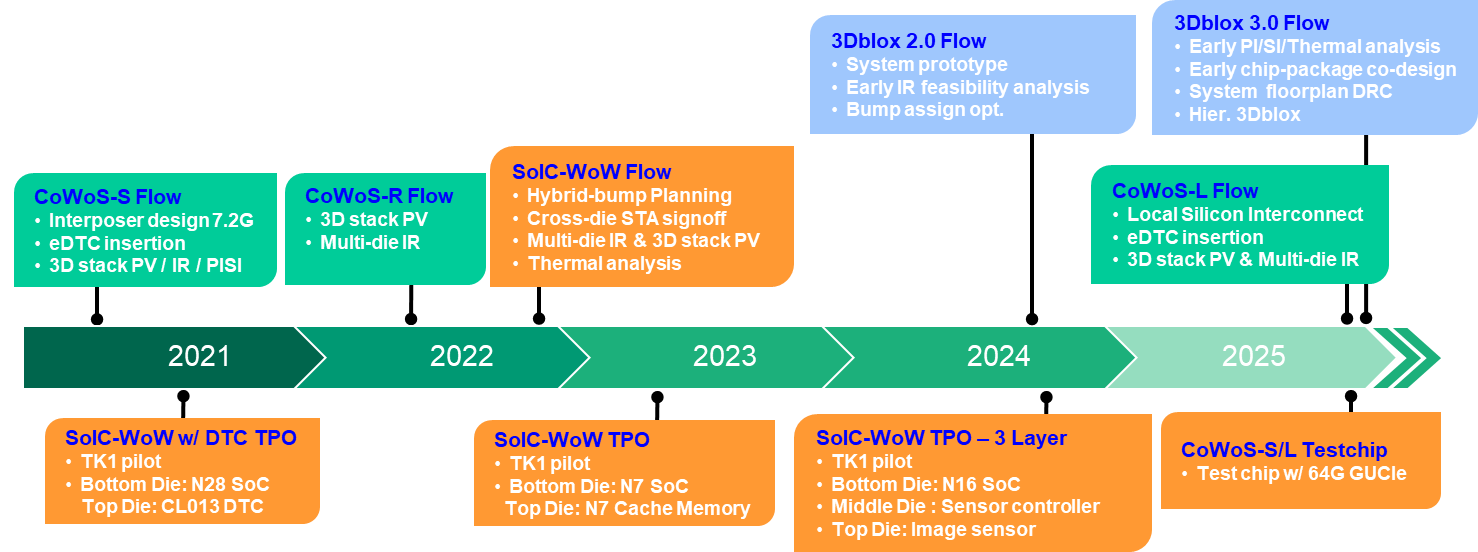 3Dblox 2.0 Flow
• System prototype
• Early IR feasibility analysis
• Bump assign opt.
3Dblox 3.0 Flow
• Early PI/SI/Thermal analysis
• Early chip-package co-design
• System floorplan DRC
• Hier. 3Dblox
CoWoS-S Flow
• Interposer design 7.2G
• eDTC insertion
• 3D stack PV / IR / PISI
CoWoS-R Flow
• 3D stack PV
• Multi-die IR
SoIC-WoW Flow
• Hybrid-bump Planning
• Cross-die STA signoff
• Multi-die IR & 3D stack PV
• Thermal analysis
CoWoS-L Flow
• Local Silicon Interconnect
• eDTC insertion
• 3D stack PV & Multi-die IR
2021
2022
2023
2024
2025
SoIC-WoW w/ DTC TPO
• TK1 pilot
• Bottom Die: N28 SoC
Top Die: CL013 DTC
SoIC-WoW TPO
• TK1 pilot
• Bottom Die: N7 SoC
Top Die: N7 Cache Memory
SoIC-WoW TPO – 3 Layer
• TK1 pilot
• Bottom Die: N16 SoC
• Middle Die : Sensor controller
• Top Die: Image sensor
CoWoS-S/L Testchip
• Test chip w/ 64G GUCIe